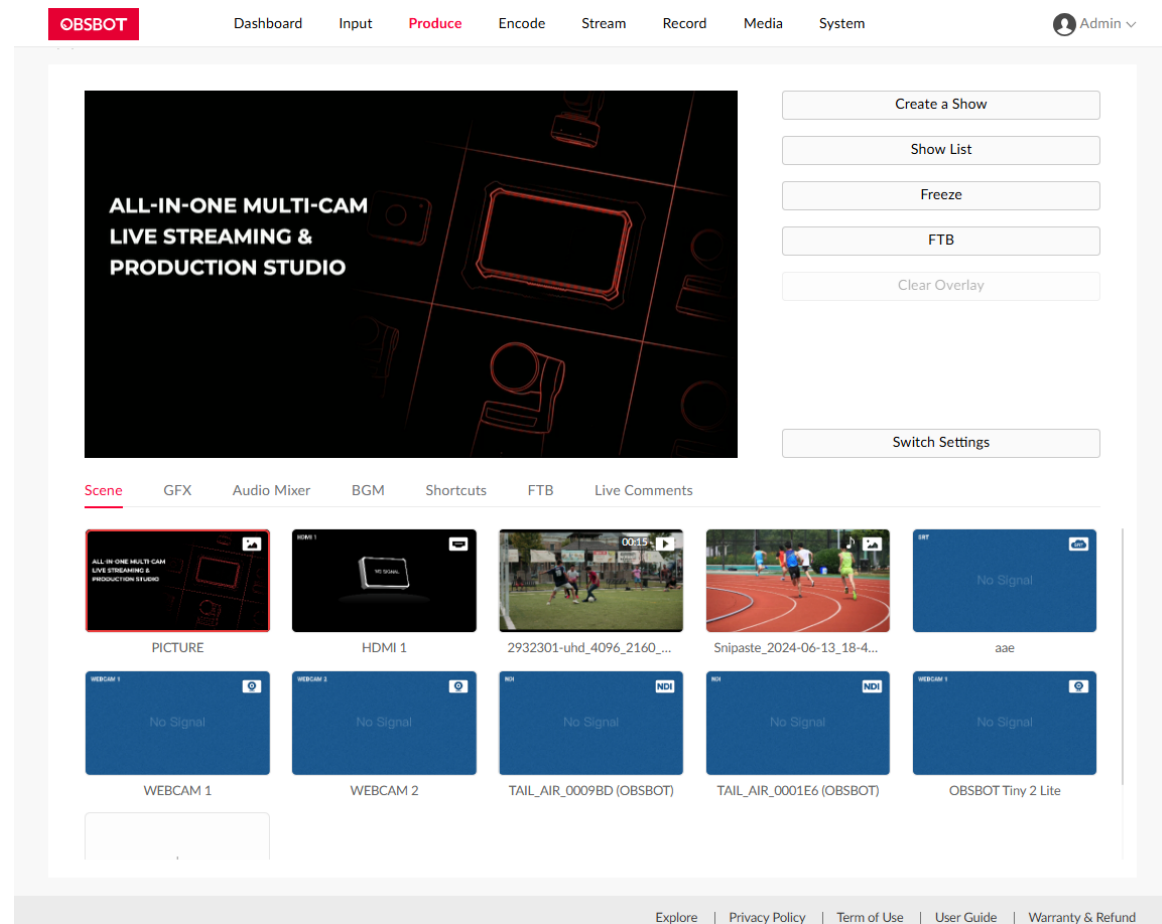 OBSBOT
Dashboard Input Produce Encode Stream Record Media System
Admin
ALL-IN-ONE MULTI-CAM
LIVE STREAMING &
PRODUCTION STUDIO
Create a Show
Show List
Freeze
FTB
Clear Overlay
Switch Settings
Scene GFX Audio Mixer BGM Shortcuts FTB Live Comments
ALL-IN-ONE MULTI-CAM
LIVE STREAMING &
PRODUCTION STUDIO
PICTURE
HDMI 1
NO SIGNAL
HDMI 1
00:15
2932301-uhd_4096_2160_...
Snipaste_2024-06-13_18-4...
No Signal
aae
WEBCAM 1
No Signal
WEBCAM 1
WEBCAM 2
No Signal
WEBCAM 2
NDI
NDI
No Signal
TAIL_AIR_0009BD (OBSBOT)
NDI
NDI
No Signal
TAIL_AIR_0001E6 (OBSBOT)
WEBCAM 1
No Signal
OBSBOT Tiny 2 Lite
Explore | Privacy Policy | Term of Use | User Guide | Warranty & Refund